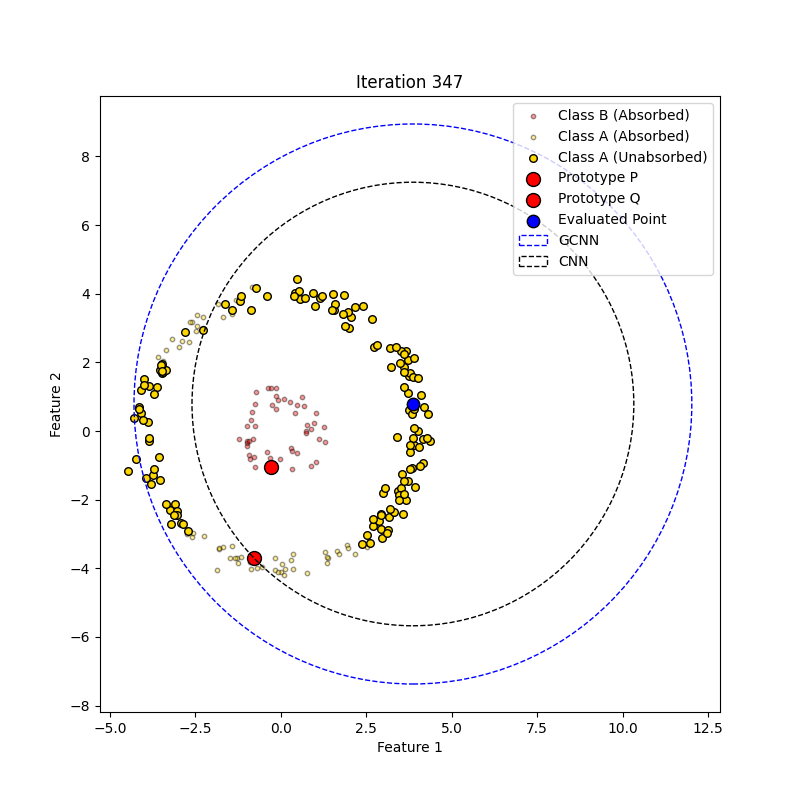 Iteration 347
Class B (Absorbed)
Class A (Absorbed)
Class A (Unabsorbed)
Prototype P
Prototype Q
Evaluated Point
GCNN
CNN
8
6
4
2
0
−2
−4
−6
−8
Feature 2
−5.0 −2.5 0.0 2.5 5.0 7.5 10.0 12.5
Feature 1